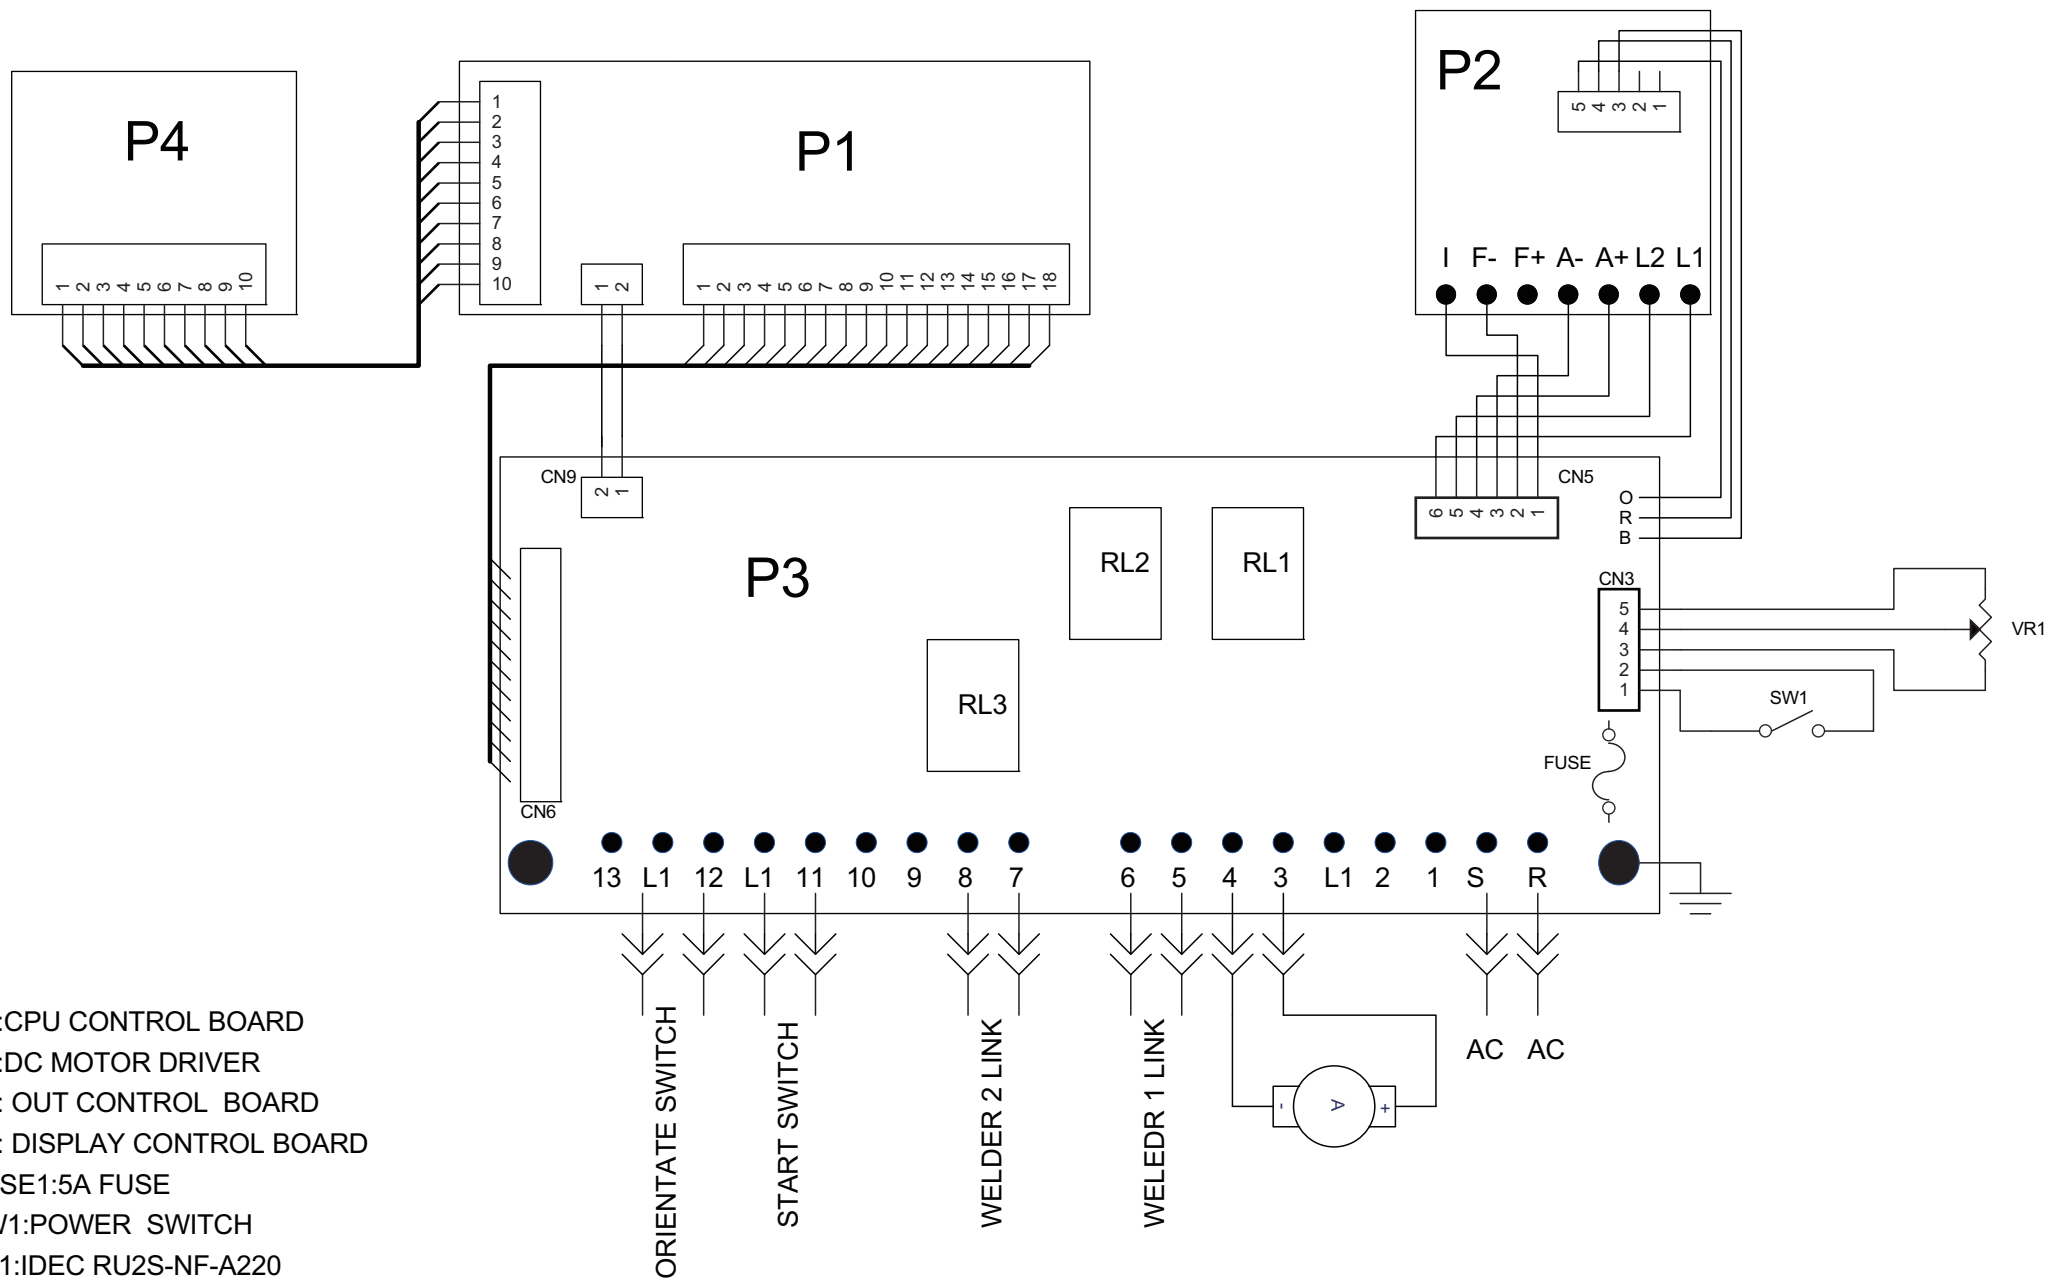 P4
P1
P2
1
2
3
4
5
6
7
8
9
10
5 4 3 2 1
I F- F+ A- A+ L2 L1
1 2 3 4 5 6 7 8 9 10
1 2
1 2 3 4 5 6 7 8 9 10 11 12 13 14 15 16 17 18
CN9
2 1
CN5
6 5 4 3 2 1
O
R
B
P3
RL2
RL1
RL3
CN3
5
4
3
2
1
VR1
SW1
FUSE
CN6
13 L1 12 L1 11 10 9 8 7 6 5 4 3 L1 2 1 S R
ORIENTATE SWITCH
START SWITCH
WELDER 2 LINK
WELEDR 1 LINK
- A +
AC AC
:CPU CONTROL BOARD
:DC MOTOR DRIVER
: OUT CONTROL BOARD
: DISPLAY CONTROL BOARD
SE1:5A FUSE
W1:POWER SWITCH
1:IDEC RU2S-NF-A220